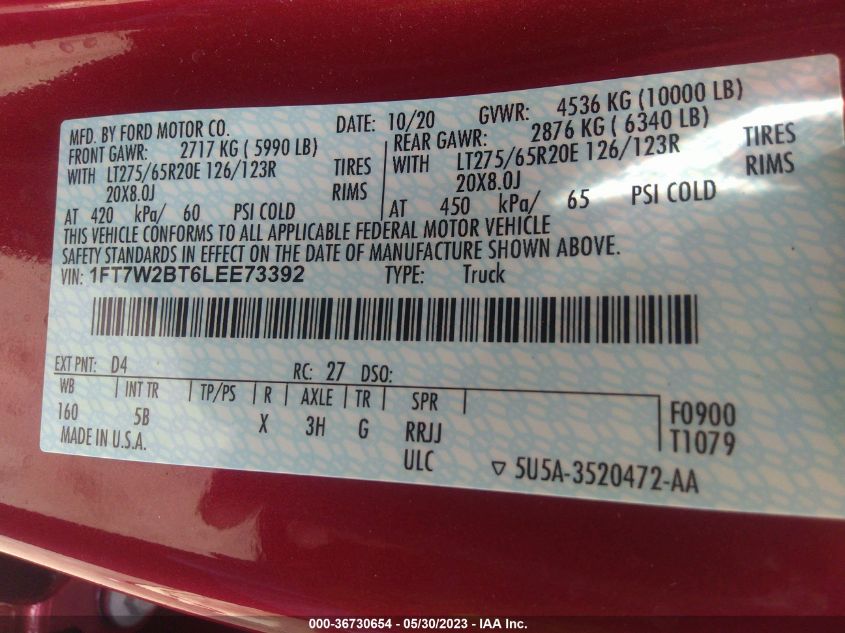 MFD. BY FORD MOTOR CO.
DATE: 10/20 GVWR: 4536 KG (10000 LB)
FRONT GAWR: 2717 KG ( 5990 LB)
WITH LT275/65R20E 126/123R TIRES
20X8.0J RIMS
AT 420 kPa/ 60 PSI COLD
REAR GAWR: 2876 KG ( 6340 LB)
WITH LT275/65R20E 126/123R TIRES
20X8.0J RIMS
AT 450 kPa/ 65 PSI COLD
THIS VEHICLE CONFORMS TO ALL APPLICABLE FEDERAL MOTOR VEHICLE
SAFETY STANDARDS IN EFFECT ON THE DATE OF MANUFACTURE SHOWN ABOVE.
VIN: 1FT7W2BT6LEE73392 TYPE: Truck
EXT PNT: D4 RC: 27 DSO:
WB INT TR TP/PS R AXLE TR SPR
160 5B X 3H G RRJJ F0900
MADE IN U.S.A. ULC T1079
5U5A-3520472-AA
000-36730654 - 05/30/2023 - IAA Inc.